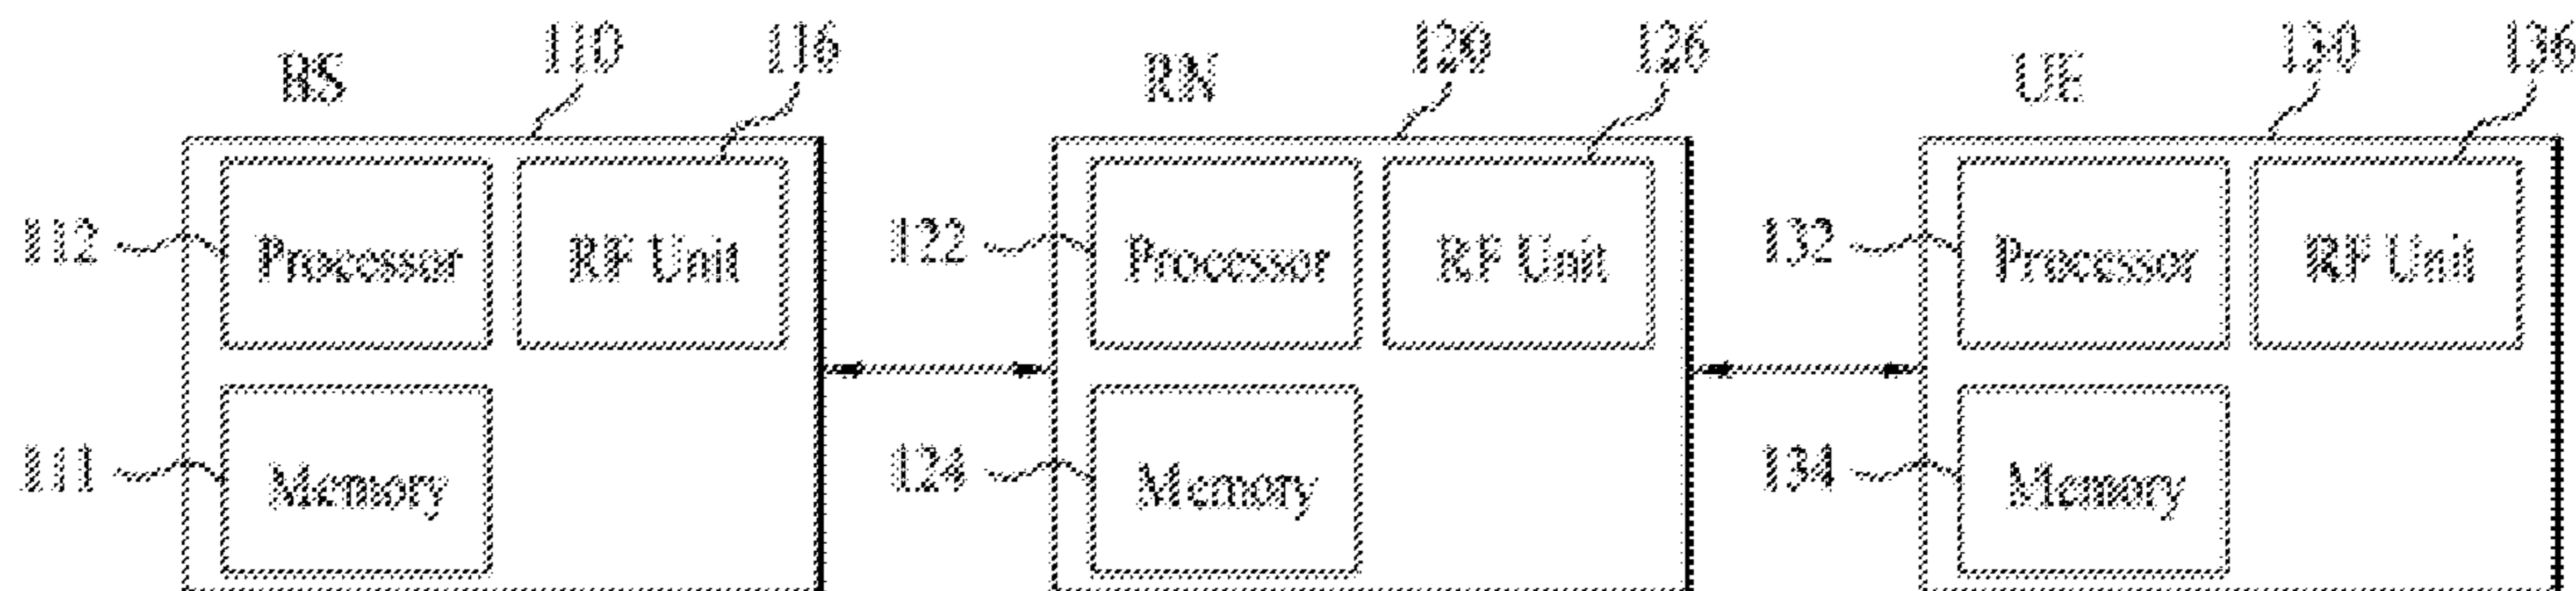 BS 110 116 RN 120 126 UE 130 136
112 Processor RF Unit 122 Processor RF Unit 132 Processor RF Unit
111 Memory 124 Memory 134 Memory